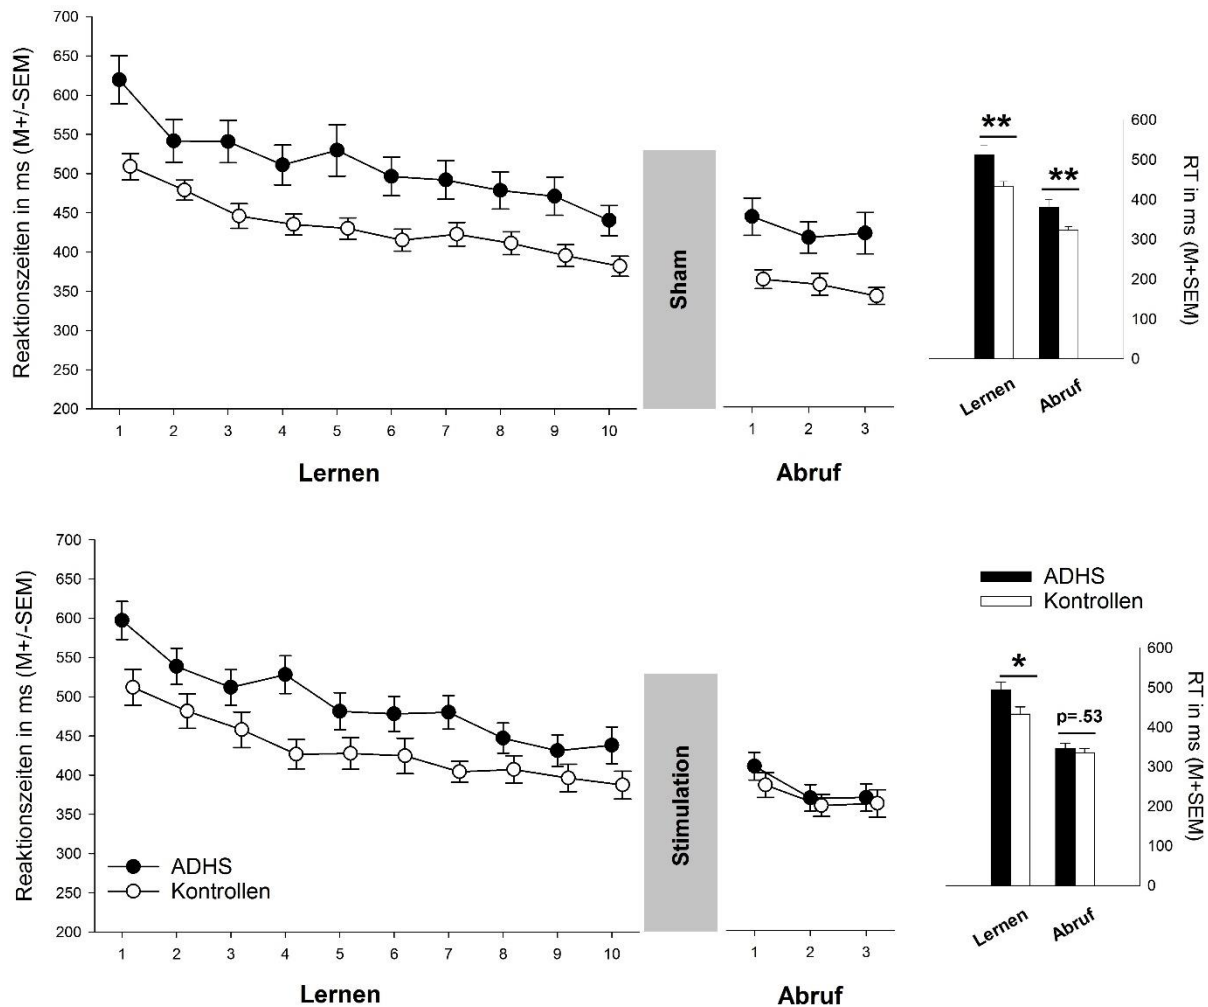 Reaktionszeiten in ms (M+/-SEM)
700
650
600
550
500
450
400
350
300
250
200
1 2 3 4 5 6 7 8 9 10
Lernen
Sham
1 2 3
Abruf
**
**
600
500
400
300
200
100
0
RT in ms (M+SEM)
Lernen
Abruf
Reaktionszeiten in ms (M+/-SEM)
700
650
600
550
500
450
400
350
300
250
200
ADHS
Kontrollen
1 2 3 4 5 6 7 8 9 10
Lernen
Stimulation
1 2 3
Abruf
ADHS
Kontrollen
*
p=.53
600
500
400
300
200
100
0
RT in ms (M+SEM)
Lernen
Abruf